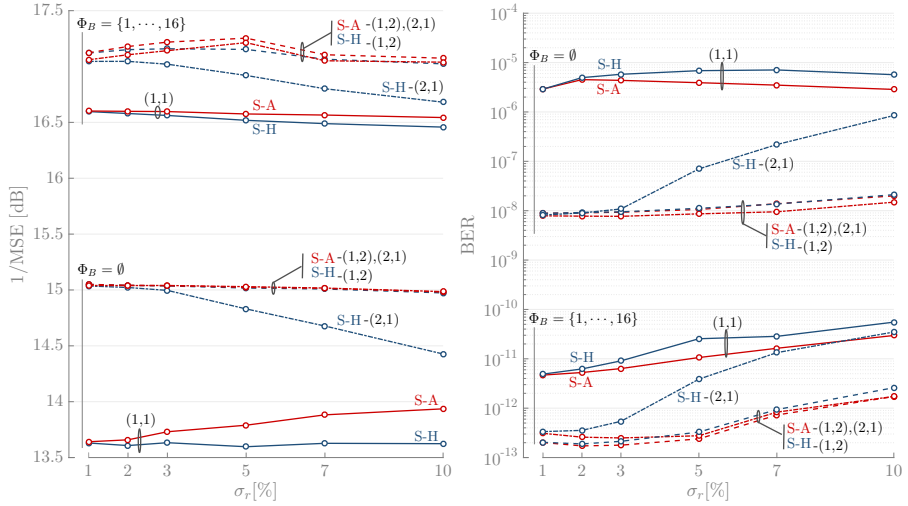 17.5
17
16.5
16
15.5
15
14.5
14
13.5
1/MSE [dB]
1
2
3
5
7
10
σ_r[%]
Φ_B = {1, ⋯, 16}
S-A-(1,2),(2,1)
S-H-(1,2)
S-H-(2,1)
(1,1)
S-A
S-H
Φ_B = ∅
S-A-(1,2),(2,1)
S-H-(1,2)
S-H-(2,1)
(1,1)
S-A
S-H
10^-4
10^-5
10^-6
10^-7
10^-8
10^-9
10^-10
10^-11
10^-12
10^-13
BER
1
2
3
5
7
10
σ_r[%]
Φ_B = ∅
(1,1)
S-H
S-A
S-H-(2,1)
S-A-(1,2),(2,1)
S-H-(1,2)
Φ_B = {1, ⋯, 16}
(1,1)
S-H
S-A
S-H-(2,1)
S-A-(1,2),(2,1)
S-H-(1,2)